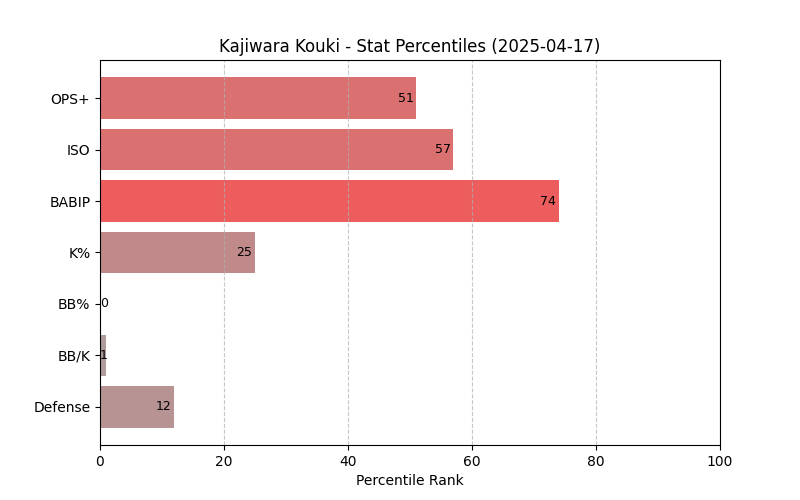 Kajiwara Kouki - Stat Percentiles (2025-04-17)
OPS+ 51
ISO 57
BABIP 74
K% 25
BB% 0
BB/K 1
Defense 12
0 20 40 60 80 100
Percentile Rank